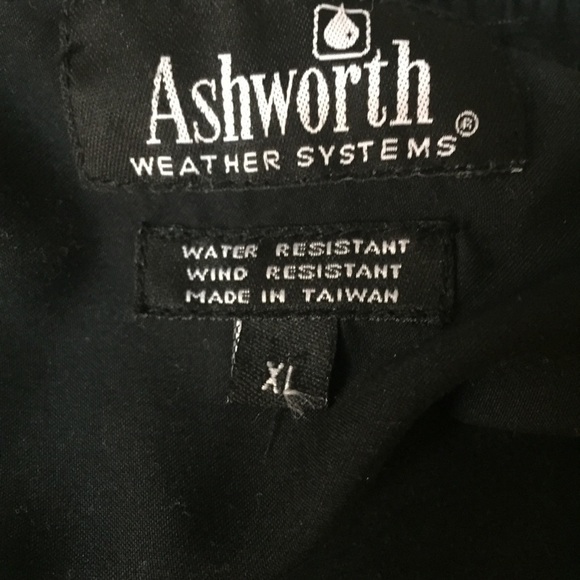 Ashworth®
WEATHER SYSTEMS
WATER RESISTANT
WIND RESISTANT
MADE IN TAIWAN
XL